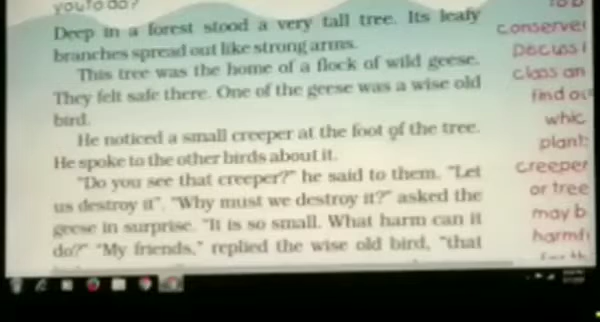 you to do?
Deep in a forest stood a very tall tree. Its leafy
branches spread out like strong arms.
This tree was the home of a flock of wild geese.
They felt safe there. One of the geese was a wise old
bird.
He noticed a small creeper at the foot of the tree.
He spoke to the other birds about it.
"Do you see that creeper?" he said to them. "Let
us destroy it". "Why must we destroy it?" asked the
geese in surprise. "It is so small. What harm can it
do?" "My friends," replied the wise old bird, "that
conserve
Discuss i
class an
find ou
whic
plant
creeper
or tree
may b
harmf